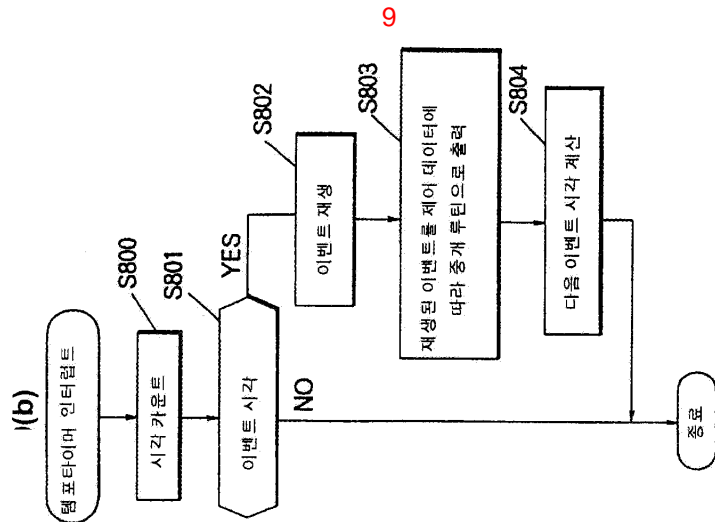 9
)(b)
템포타이머 인터럽트
S800
시각 카운트
S801
이벤트 시각
YES
NO
S802
이벤트 재생
S803
재생된 이벤트를 제어 데이터에
따라 중개 루틴으로 출력
S804
다음 이벤트 시각 계산
종료